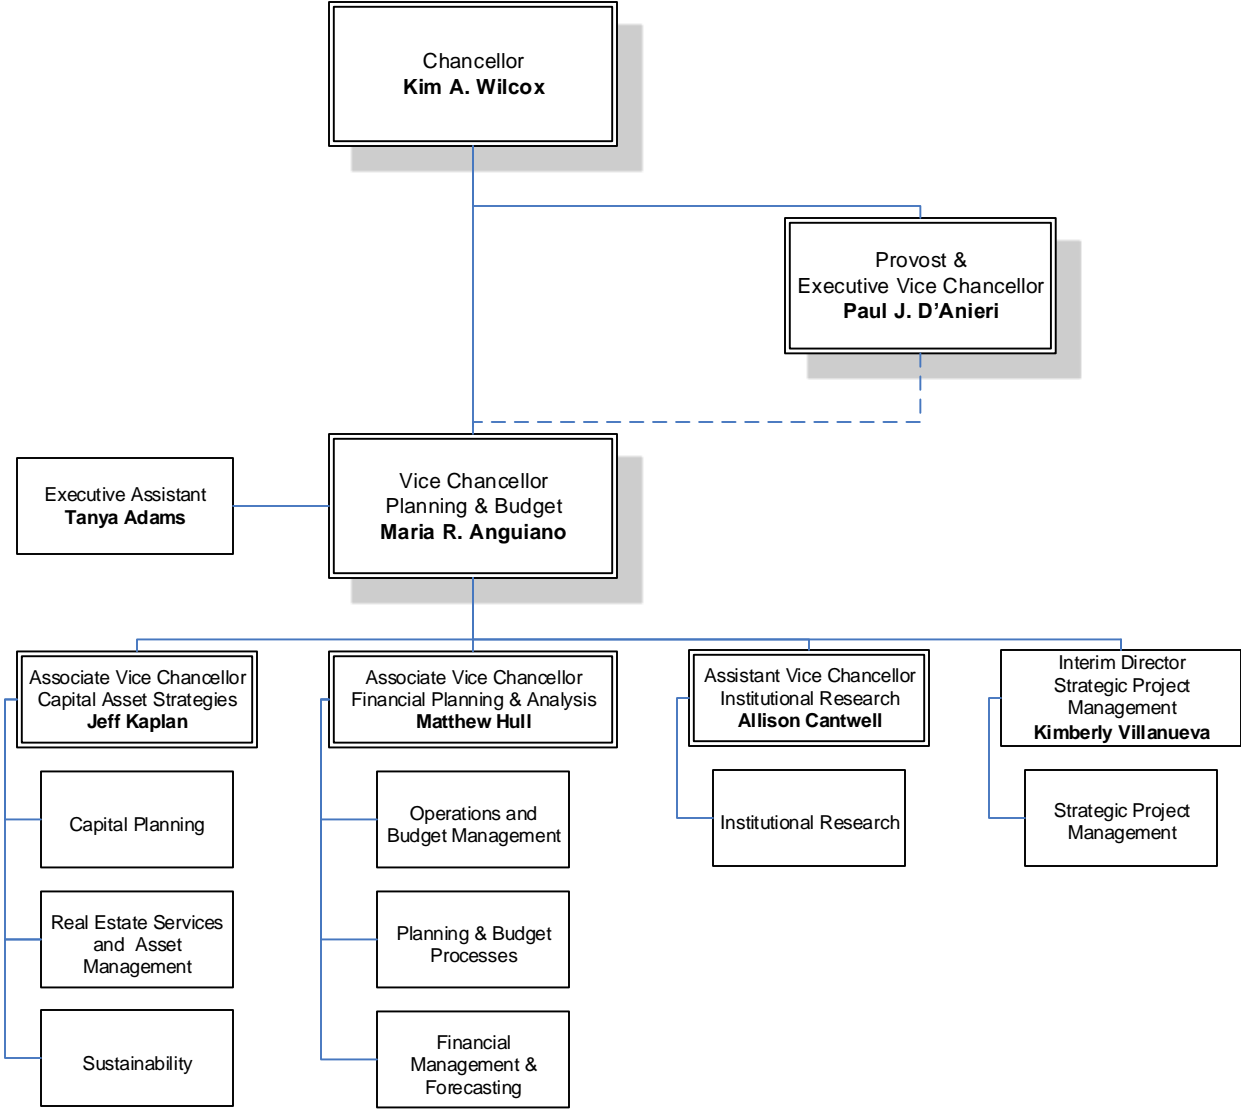 Chancellor
Kim A. Wilcox
Provost &
Executive Vice Chancellor
Paul J. D’Anieri
Vice Chancellor
Planning & Budget
Maria R. Anguiano
Executive Assistant
Tanya Adams
Associate Vice Chancellor
Capital Asset Strategies
Jeff Kaplan
Associate Vice Chancellor
Financial Planning & Analysis
Matthew Hull
Assistant Vice Chancellor
Institutional Research
Allison Cantwell
Interim Director
Strategic Project
Management
Kimberly Villanueva
Capital Planning
Operations and
Budget Management
Institutional Research
Strategic Project
Management
Real Estate Services
and Asset
Management
Planning & Budget
Processes
Sustainability
Financial
Management &
Forecasting